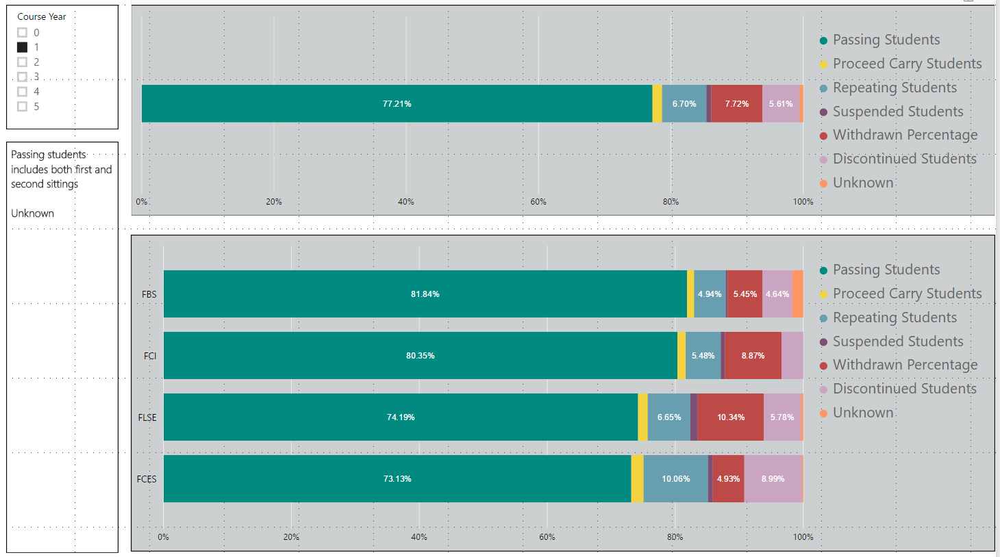 Course Year
0
1
2
3
4
5
Passing students
includes both first and
second sittings
Unknown
77.21%
6.70%
7.72%
5.61%
0%
20%
40%
60%
80%
100%
Passing Students
Proceed Carry Students
Repeating Students
Suspended Students
Withdrawn Percentage
Discontinued Students
Unknown
FBS
81.84%
4.94%
5.45%
4.64%
FCI
80.35%
5.48%
8.87%
FLSE
74.19%
6.65%
10.34%
5.78%
FCES
73.13%
10.06%
4.93%
8.99%
0%
20%
40%
60%
80%
100%
Passing Students
Proceed Carry Students
Repeating Students
Suspended Students
Withdrawn Percentage
Discontinued Students
Unknown